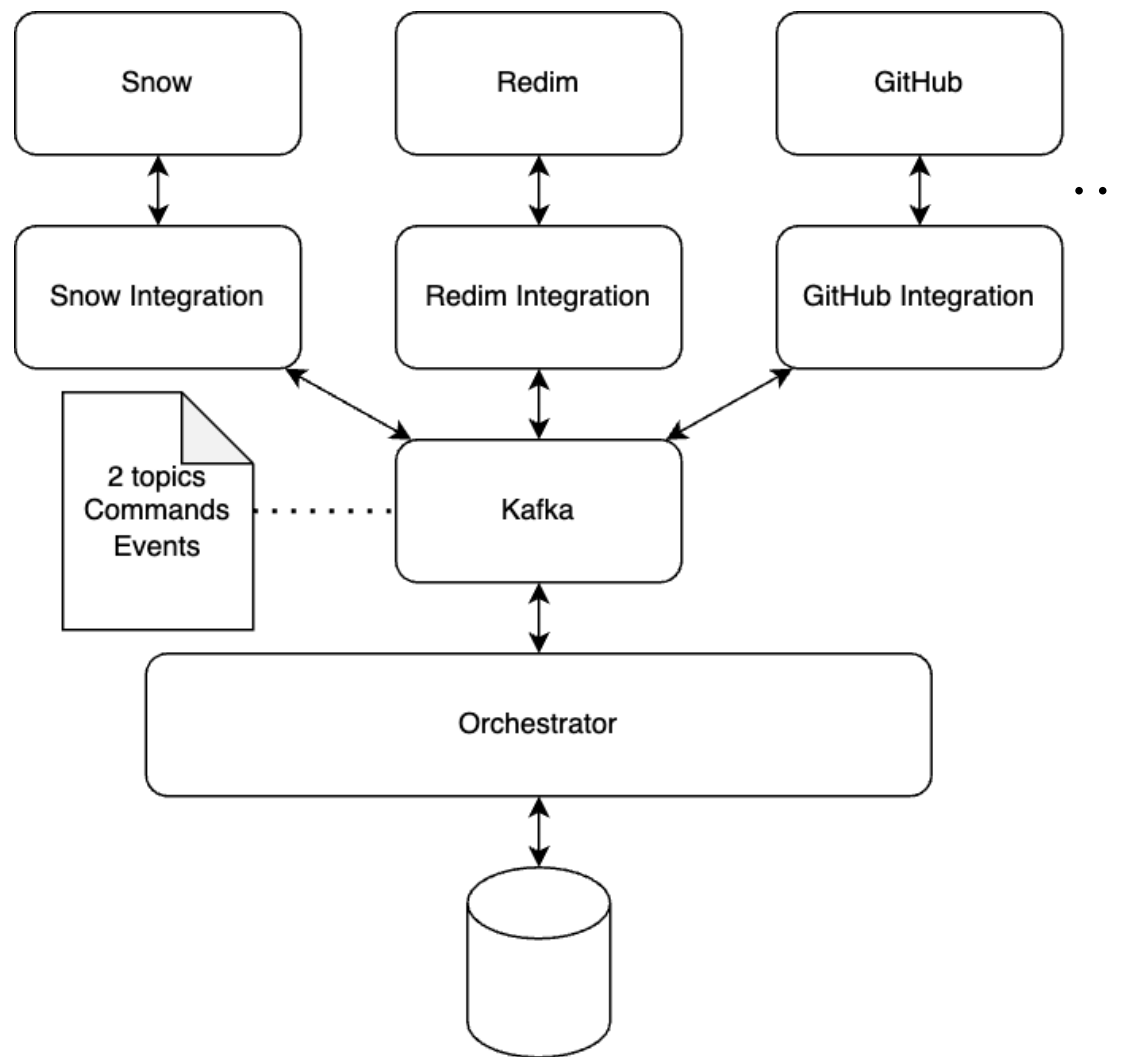 Snow
Redim
GitHub
Snow Integration
Redim Integration
GitHub Integration
2 topics
Commands
Events
Kafka
Orchestrator